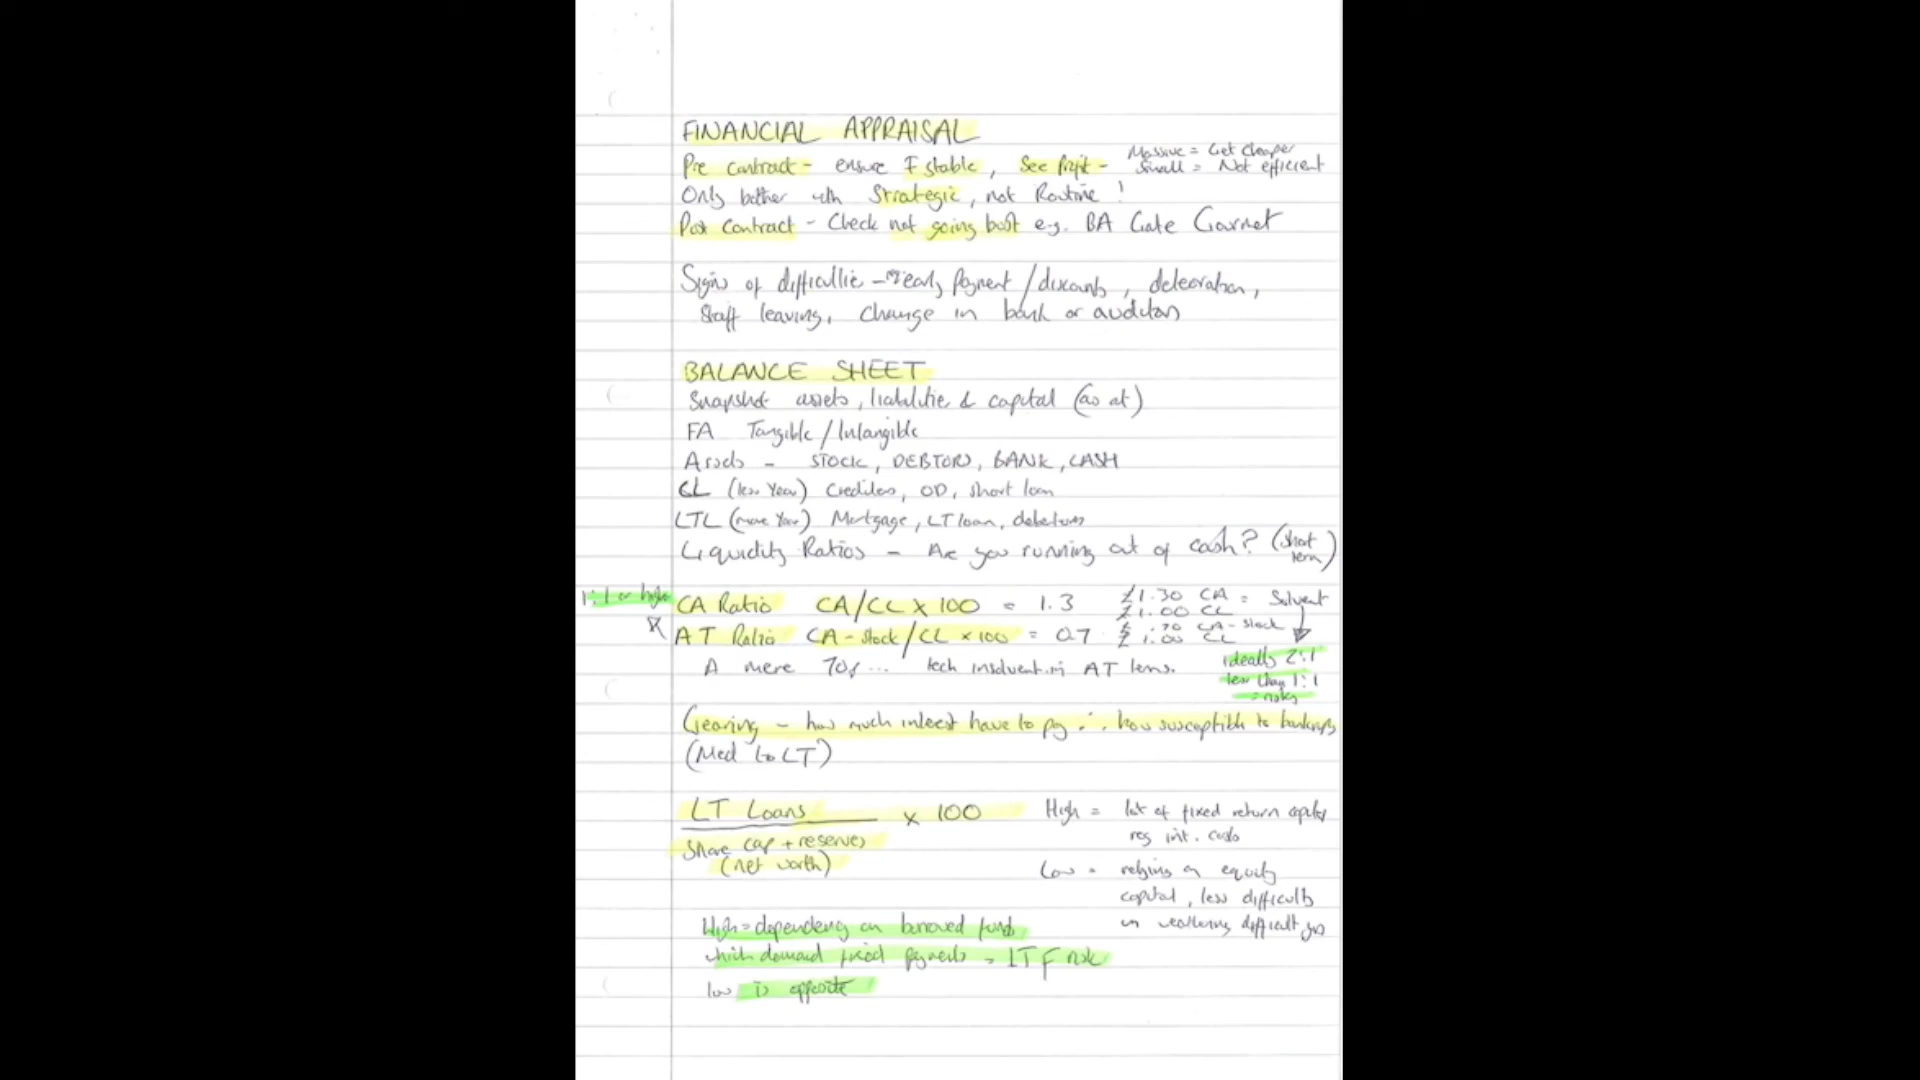 FINANCIAL APPRAISAL
Pre contract - ensure F stable, See Profit - Massive = Get cheaper
Small = Not efficient
Only bother with Strategic, not Routine!
Post Contract - Check not going bust e.g. BA Gate Gourmet
Signs of - early payment / discounts,
Staff leaving, change in bank or auditors
BALANCE SHEET
Snapshot assets, liabilities & capital (as at)
FA Tangible / Intangible
Assets - STOCK, DEBTORS, BANK, CASH
CL (less Year) Creditors, OD, short loan
LTL (more Year) Mortgage, LT loan,
Liquidity Ratios - Are you running out of cash? (short
term)
1:1 or high
CA Ratio CA/CL x 100 = 1.3 £1.30 CA = Solvent
£1.00 CL
AT Ratio CA - stock/CL x 100 = 0.7 £ .70 CA - stock
£ 1.00 CL
ideally 2:1
A mere 70p... tech insolvent in AT terms.
less than 1:1
= risky
Gearing - how much interest have to pay ∴ how susceptible to
(Med to LT)
LT Loans x 100
Share cap + reserves
(net worth)
High = lot of fixed return capital
reg int. costs
Low = relying on equity
capital, less difficulty
in weathering difficult
High = dependency on borrowed funds
which demand fixed payments = LT F risk
low is opposite